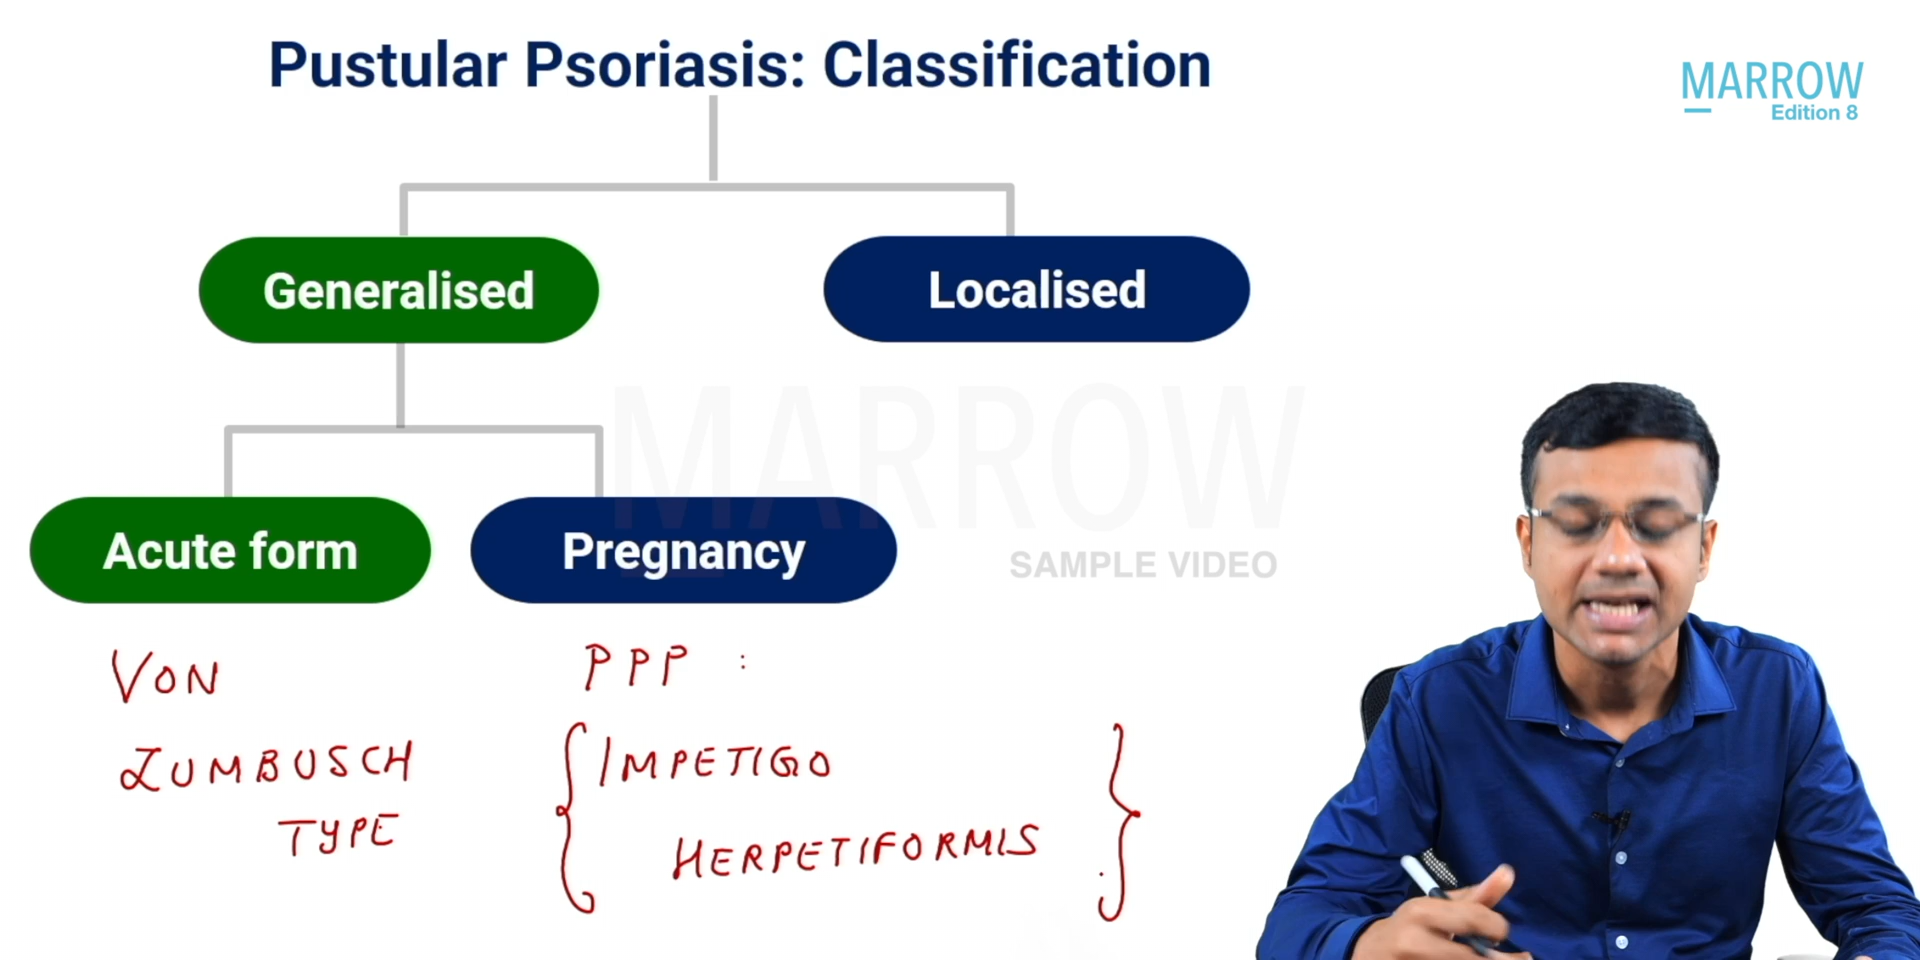 Pustular Psoriasis: Classification
MARROW
Edition 8
Generalised
Localised
MARROW
SAMPLE VIDEO
Acute form
Pregnancy
VON
ZUMBUSCH
TYPE
PPP :
IMPETIGO
HERPETIFORMIS